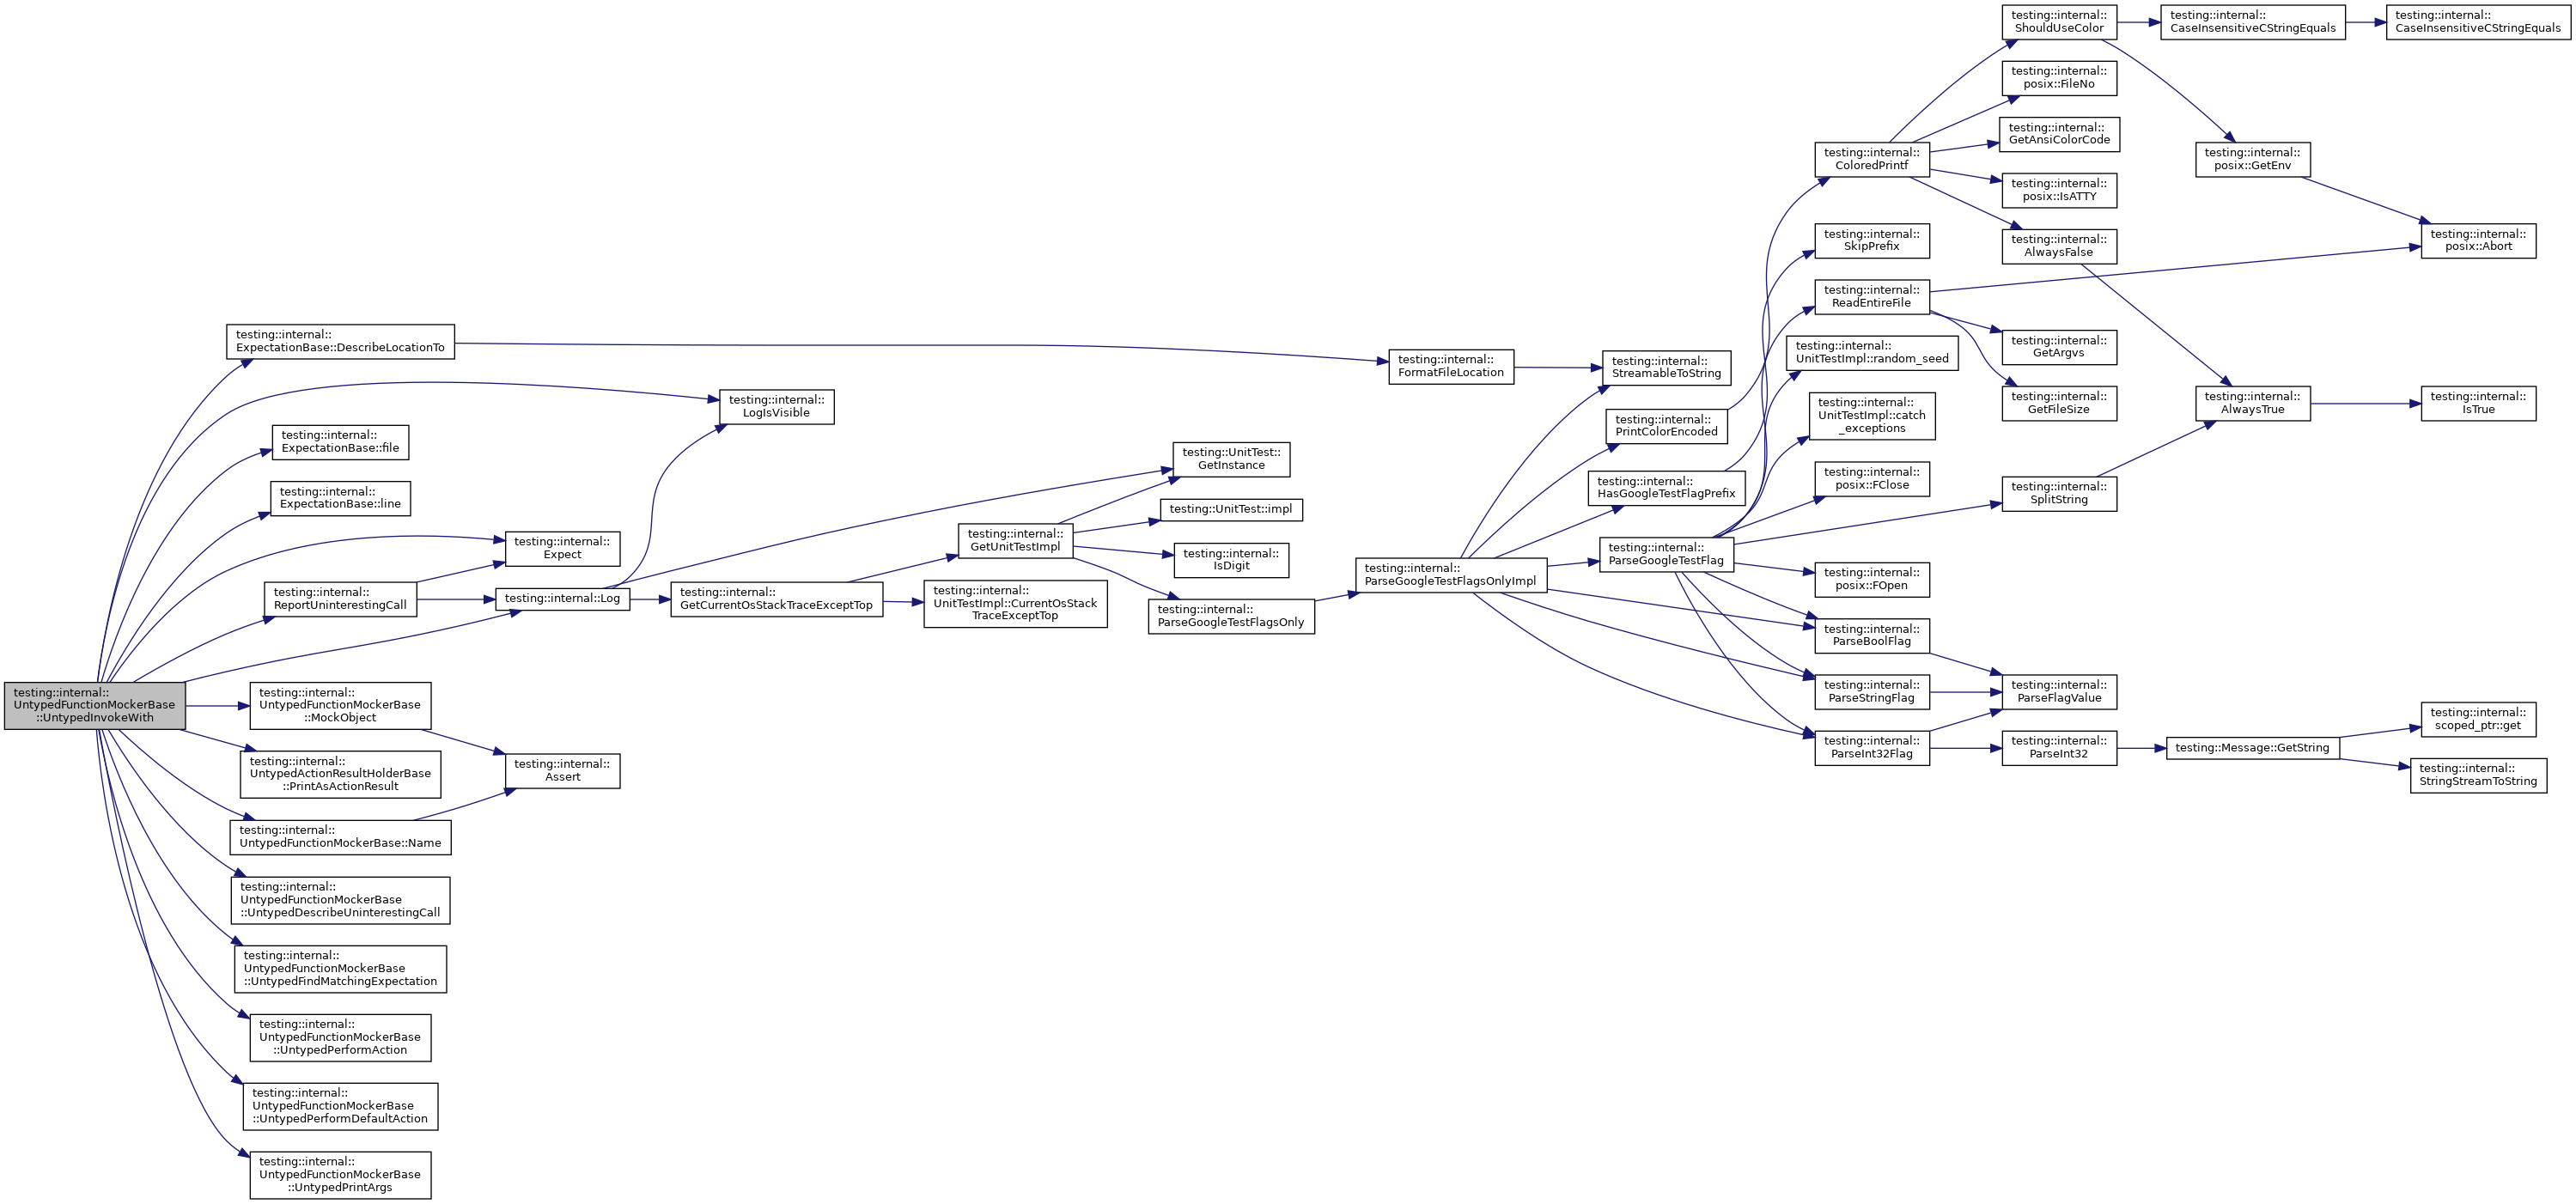 testing::internal::
UntypedFunctionMockerBase
::UntypedInvokeWith
testing::internal::
ExpectationBase::DescribeLocationTo
testing::internal::
ExpectationBase::file
testing::internal::
ExpectationBase::line
testing::internal::
ReportUninterestingCall
testing::internal::
UntypedFunctionMockerBase
::MockObject
testing::internal::
UntypedActionResultHolderBase
::PrintAsActionResult
testing::internal::
UntypedFunctionMockerBase::Name
testing::internal::
UntypedFunctionMockerBase
::UntypedDescribeUninterestingCall
testing::internal::
UntypedFunctionMockerBase
::UntypedFindMatchingExpectation
testing::internal::
UntypedFunctionMockerBase
::UntypedPerformAction
testing::internal::
UntypedFunctionMockerBase
::UntypedPerformDefaultAction
testing::internal::
UntypedFunctionMockerBase
::UntypedPrintArgs
testing::internal::
Expect
testing::internal::Log
testing::internal::
Assert
testing::internal::
LogIsVisible
testing::internal::
GetCurrentOsStackTraceExceptTop
testing::internal::
GetUnitTestImpl
testing::internal::
UnitTestImpl::CurrentOsStack
TraceExceptTop
testing::UnitTest::
GetInstance
testing::UnitTest::impl
testing::internal::
IsDigit
testing::internal::
ParseGoogleTestFlagsOnly
testing::internal::
FormatFileLocation
testing::internal::
ParseGoogleTestFlagsOnlyImpl
testing::internal::
StreamableToString
testing::internal::
PrintColorEncoded
testing::internal::
HasGoogleTestFlagPrefix
testing::internal::
ParseGoogleTestFlag
testing::internal::
ColoredPrintf
testing::internal::
SkipPrefix
testing::internal::
ReadEntireFile
testing::internal::
UnitTestImpl::random_seed
testing::internal::
UnitTestImpl::catch
_exceptions
testing::internal::
posix::FClose
testing::internal::
posix::FOpen
testing::internal::
ParseBoolFlag
testing::internal::
ParseStringFlag
testing::internal::
ParseInt32Flag
testing::internal::
ShouldUseColor
testing::internal::
posix::FileNo
testing::internal::
GetAnsiColorCode
testing::internal::
posix::IsATTY
testing::internal::
AlwaysFalse
testing::internal::
GetArgvs
testing::internal::
GetFileSize
testing::internal::
SplitString
testing::internal::
ParseFlagValue
testing::internal::
ParseInt32
testing::internal::
CaseInsensitiveCStringEquals
testing::internal::
posix::GetEnv
testing::internal::
AlwaysTrue
testing::Message::GetString
testing::internal::
CaseInsensitiveCStringEquals
testing::internal::
posix::Abort
testing::internal::
IsTrue
testing::internal::
scoped_ptr::get
testing::internal::
StringStreamToString